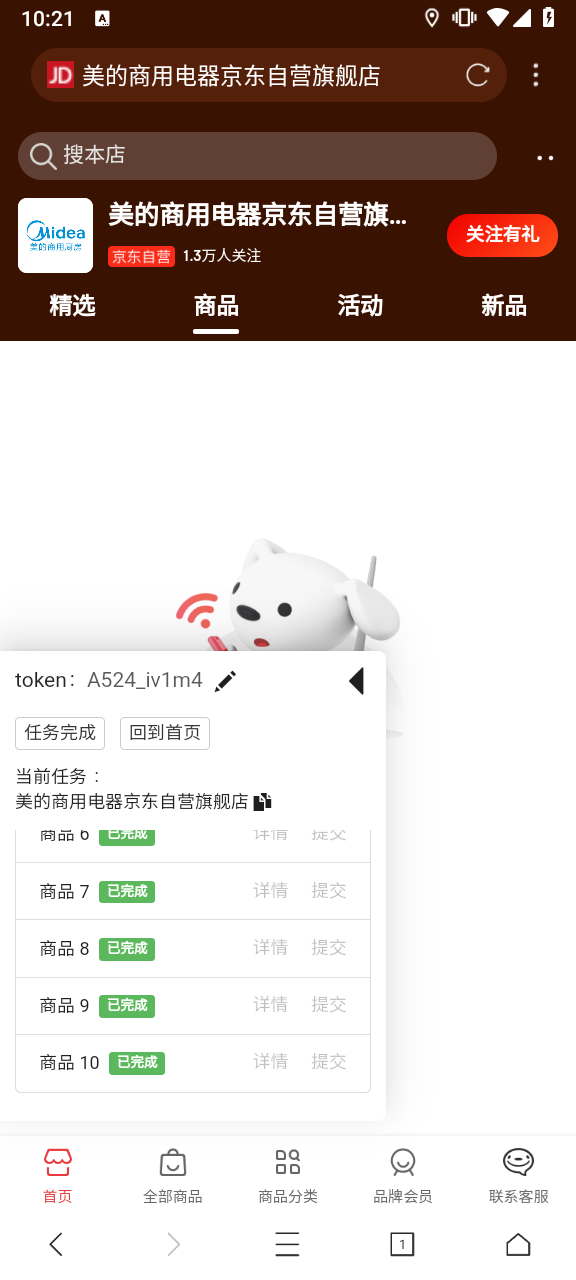 10:21
A
JD 美的商用电器京东自营旗舰店
搜本店
Midea
美的商用厨房
美的商用电器京东自营旗...
京东自营 1.3万人关注
关注有礼
精选 商品 活动 新品
token： A524_iv1m4
任务完成 回到首页
当前任务：
美的商用电器京东自营旗舰店
商品 6 已完成 详情 提交
商品 7 已完成 详情 提交
商品 8 已完成 详情 提交
商品 9 已完成 详情 提交
商品 10 已完成 详情 提交
首页 全部商品 商品分类 品牌会员 联系客服
1